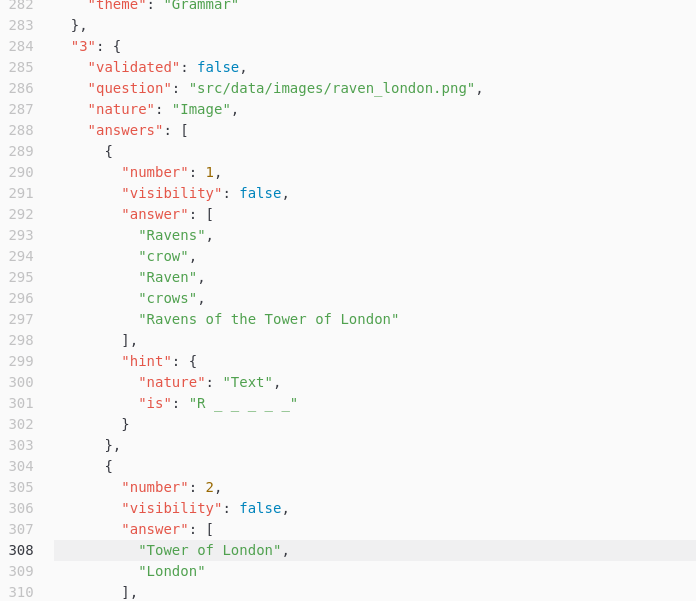 282 "theme": "Grammar"
283 },
284 "3": {
285 "validated": false,
286 "question": "src/data/images/raven_london.png",
287 "nature": "Image",
288 "answers": [
289 {
290 "number": 1,
291 "visibility": false,
292 "answer": [
293 "Ravens",
294 "crow",
295 "Raven",
296 "crows",
297 "Ravens of the Tower of London"
298 ],
299 "hint": {
300 "nature": "Text",
301 "is": "R _ _ _ _ _"
302 }
303 },
304 {
305 "number": 2,
306 "visibility": false,
307 "answer": [
308 "Tower of London",
309 "London"
310 ],